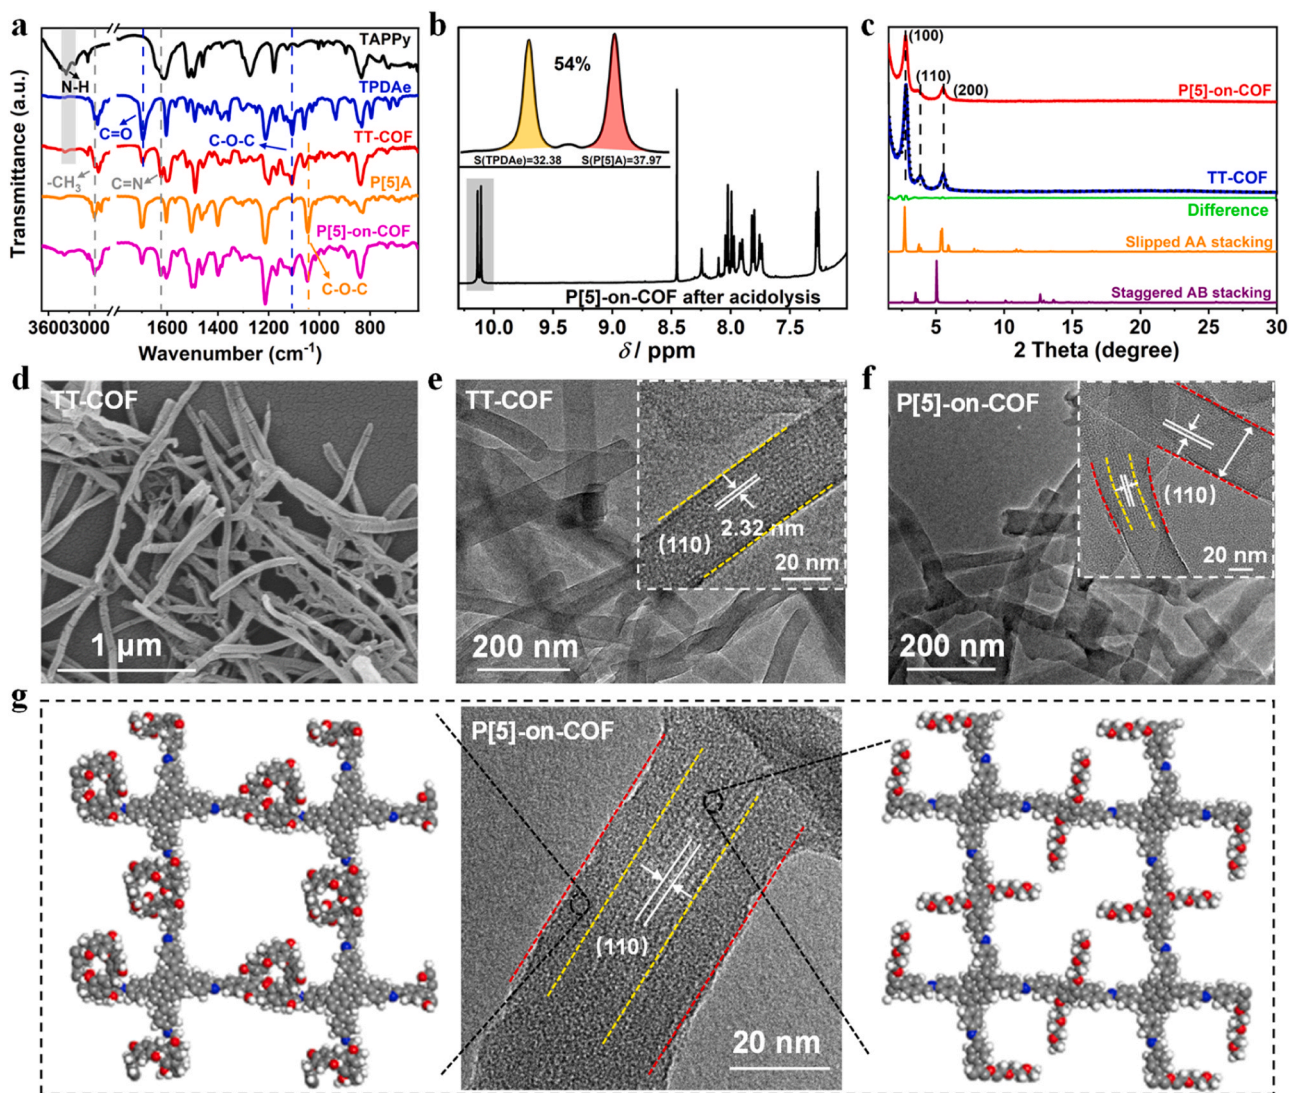 a
TAPPy
N-H
TPDAe
C=O
C-O-C
TT-COF
-CH3
C=N
P[5]A
P[5]-on-COF
C-O-C
Transmittance (a.u.)
3600 3000 1600 1400 1200 1000 800
Wavenumber (cm-1)
b
54%
S(TPDAe)=32.38 S(P[5]A)=37.97
P[5]-on-COF after acidolysis
10.0 9.5 9.0 8.5 8.0 7.5
δ / ppm
c
(100)
(110)
(200)
P[5]-on-COF
TT-COF
Difference
Slipped AA stacking
Staggered AB stacking
5 10 15 20 25 30
2 Theta (degree)
d
TT-COF
1 μm
e
TT-COF
2.32 nm
(110)
20 nm
200 nm
f
P[5]-on-COF
(110)
20 nm
200 nm
g
P[5]-on-COF
(110)
20 nm